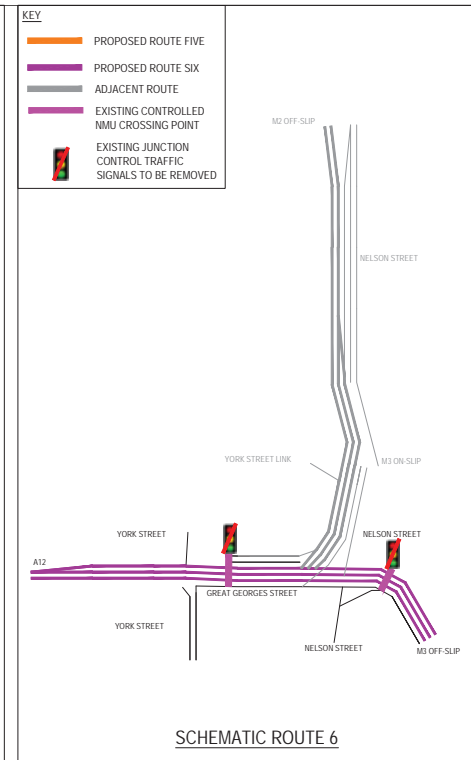 KEY
PROPOSED ROUTE FIVE
PROPOSED ROUTE SIX
ADJACENT ROUTE
EXISTING CONTROLLED
NMU CROSSING POINT
EXISTING JUNCTION
CONTROL TRAFFIC
SIGNALS TO BE REMOVED
M2 OFF-SLIP
NELSON STREET
YORK STREET LINK
M3 ON-SLIP
YORK STREET
NELSON STREET
A12
GREAT GEORGES STREET
YORK STREET
NELSON STREET
M3 OFF-SLIP
SCHEMATIC ROUTE 6